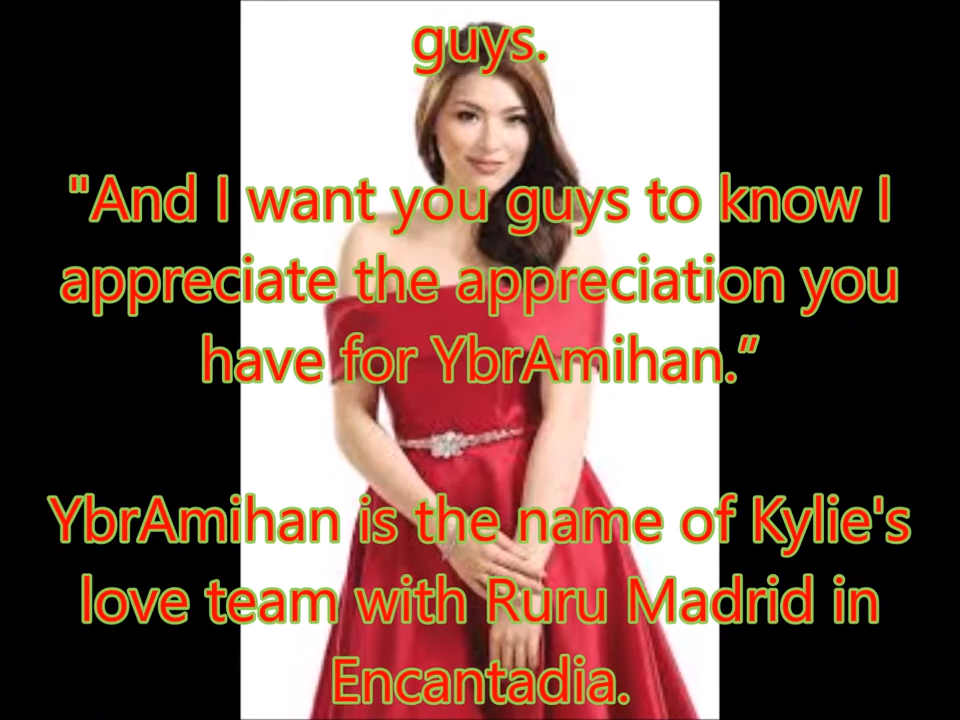 guys.
"And I want you guys to know I
appreciate the appreciation you
have for YbrAmihan.”
YbrAmihan is the name of Kylie's
love team with Ruru Madrid in
Encantadia.